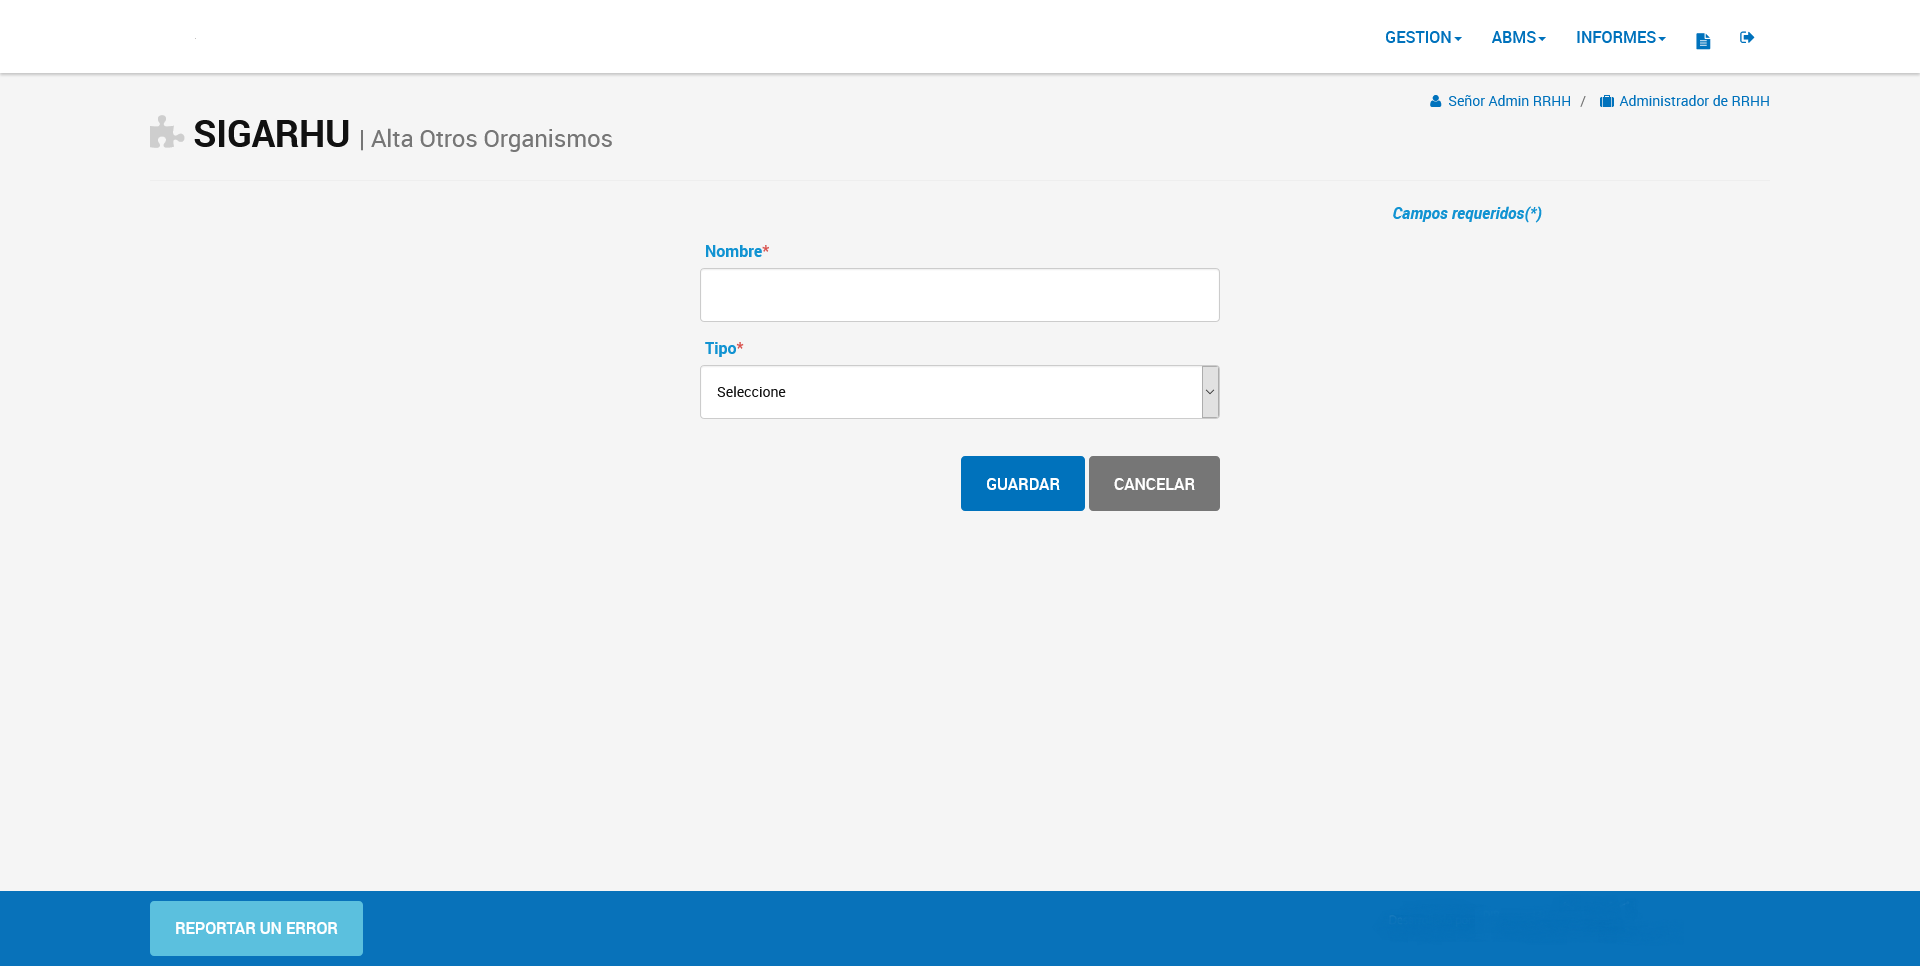 GESTION ABMS INFORMES
Señor Admin RRHH / Administrador de RRHH
SIGARHU | Alta Otros Organismos
Campos requeridos(*)
Nombre*
Tipo*
Seleccione
GUARDAR CANCELAR
REPORTAR UN ERROR